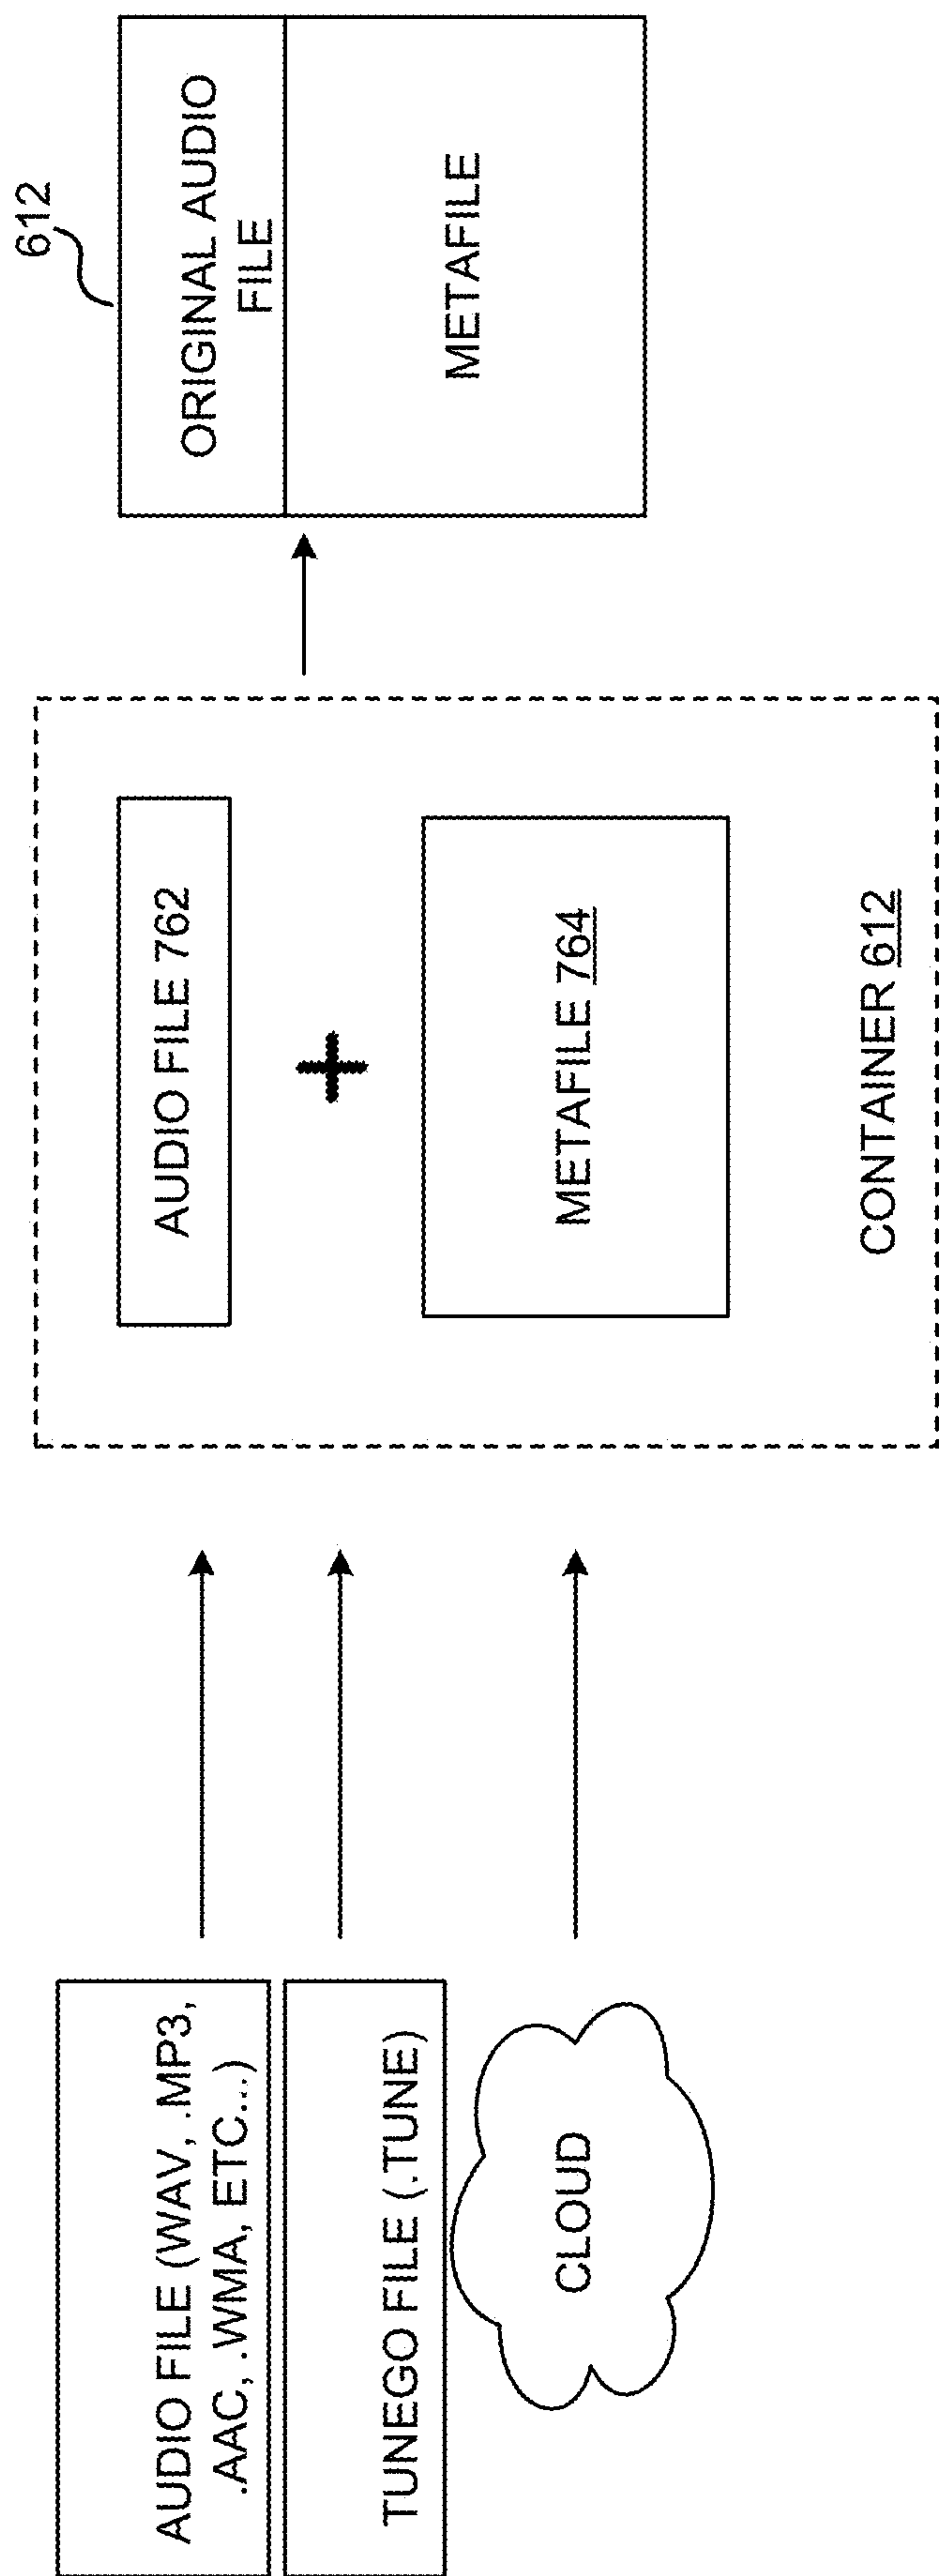 AUDIO FILE (WAV, .MP3,
.AAC, .WMA, ETC...)
TUNEGO FILE (.TUNE)
CLOUD
AUDIO FILE 762
+
METAFILE 764
CONTAINER 612
612
ORIGINAL AUDIO
FILE
METAFILE